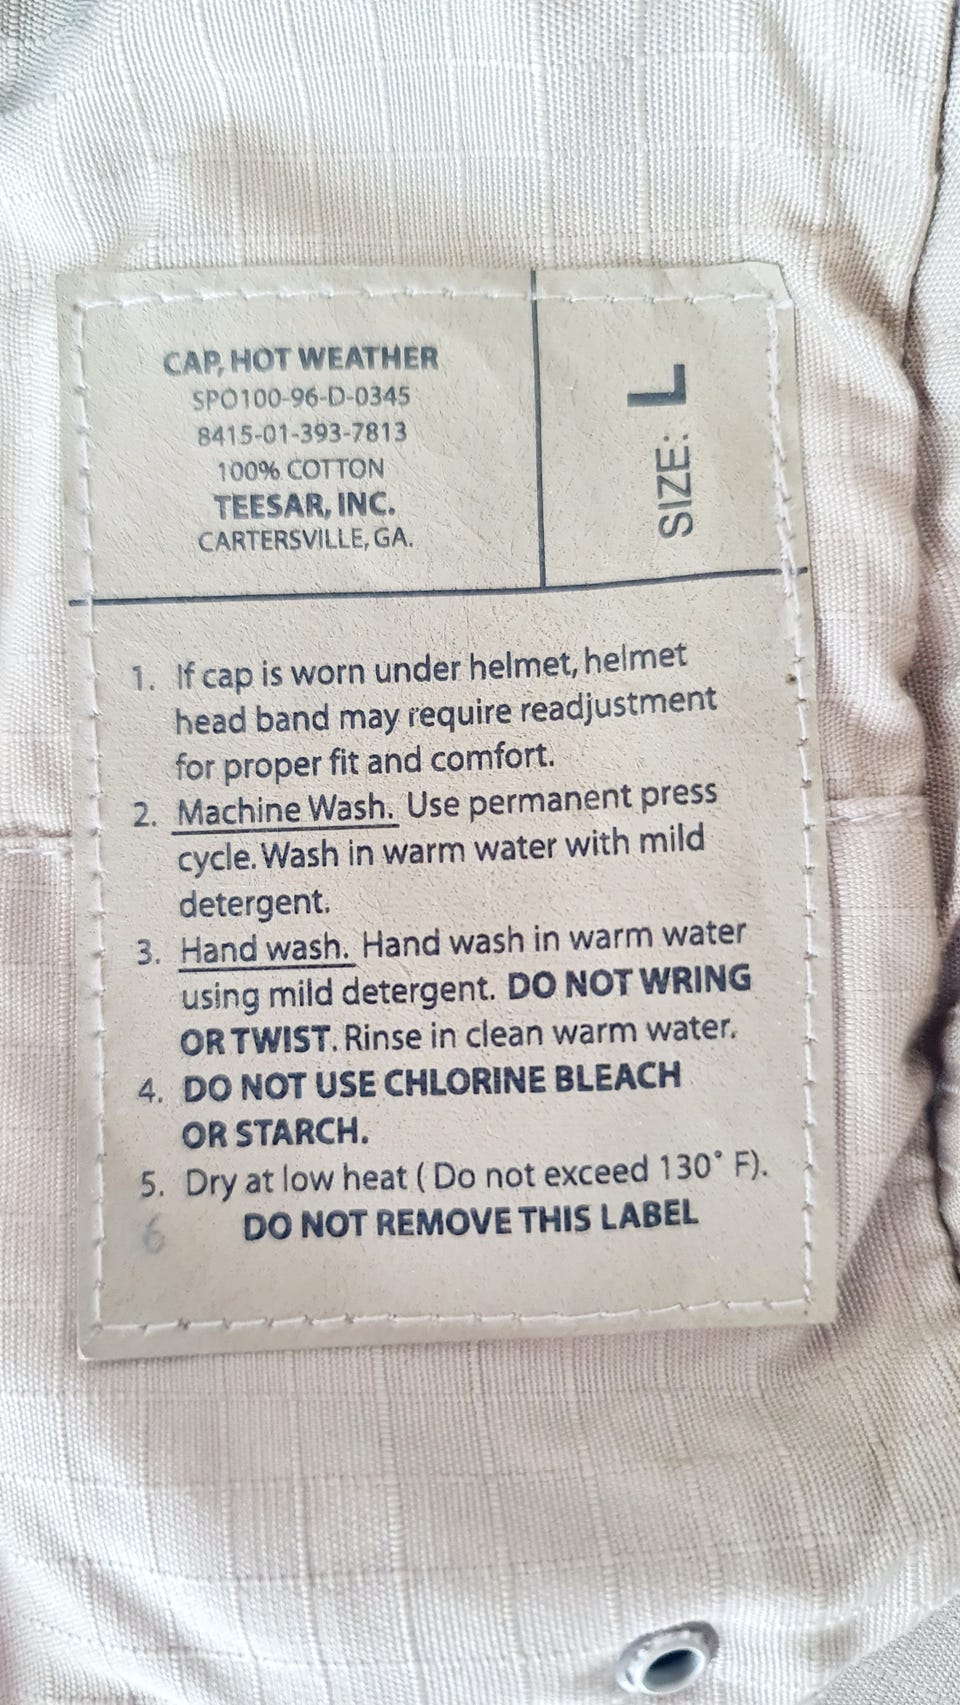 CAP, HOT WEATHER
SPO100-96-D-0345
8415-01-393-7813
100% COTTON
TEESAR, INC.
CARTERSVILLE, GA.
SIZE: L
1. If cap is worn under helmet, helmet
head band may require readjustment
for proper fit and comfort.
2. Machine Wash. Use permanent press
cycle. Wash in warm water with mild
detergent.
3. Hand wash. Hand wash in warm water
using mild detergent. DO NOT WRING
OR TWIST. Rinse in clean warm water.
4. DO NOT USE CHLORINE BLEACH
OR STARCH.
5. Dry at low heat ( Do not exceed 130° F).
6 DO NOT REMOVE THIS LABEL